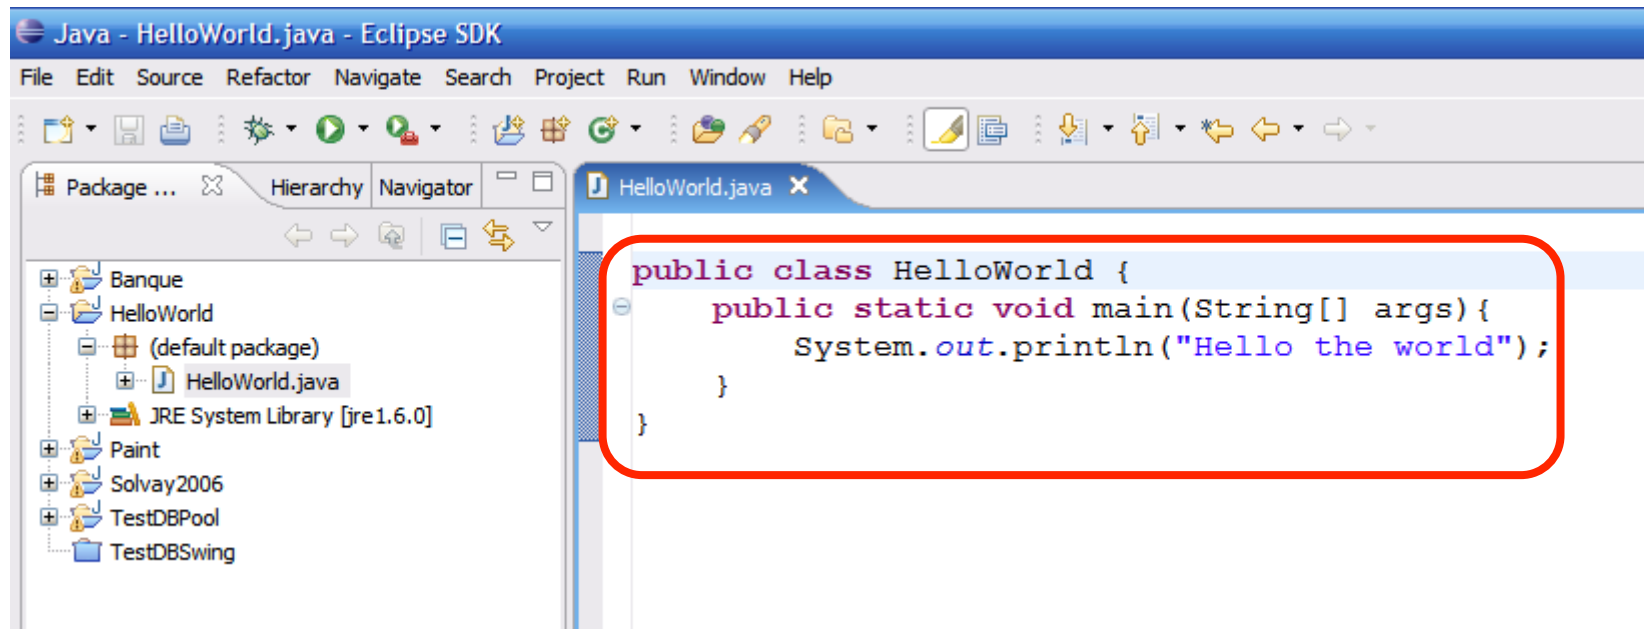 Java - HelloWorld.java - Eclipse SDK
File Edit Source Refactor Navigate Search Project Run Window Help
Package ... Hierarchy Navigator
HelloWorld.java
Banque
HelloWorld
(default package)
HelloWorld.java
JRE System Library [jre1.6.0]
Paint
Solvay2006
TestDBPool
TestDBSwing
public class HelloWorld {
public static void main(String[] args){
System.out.println("Hello the world");
}
}